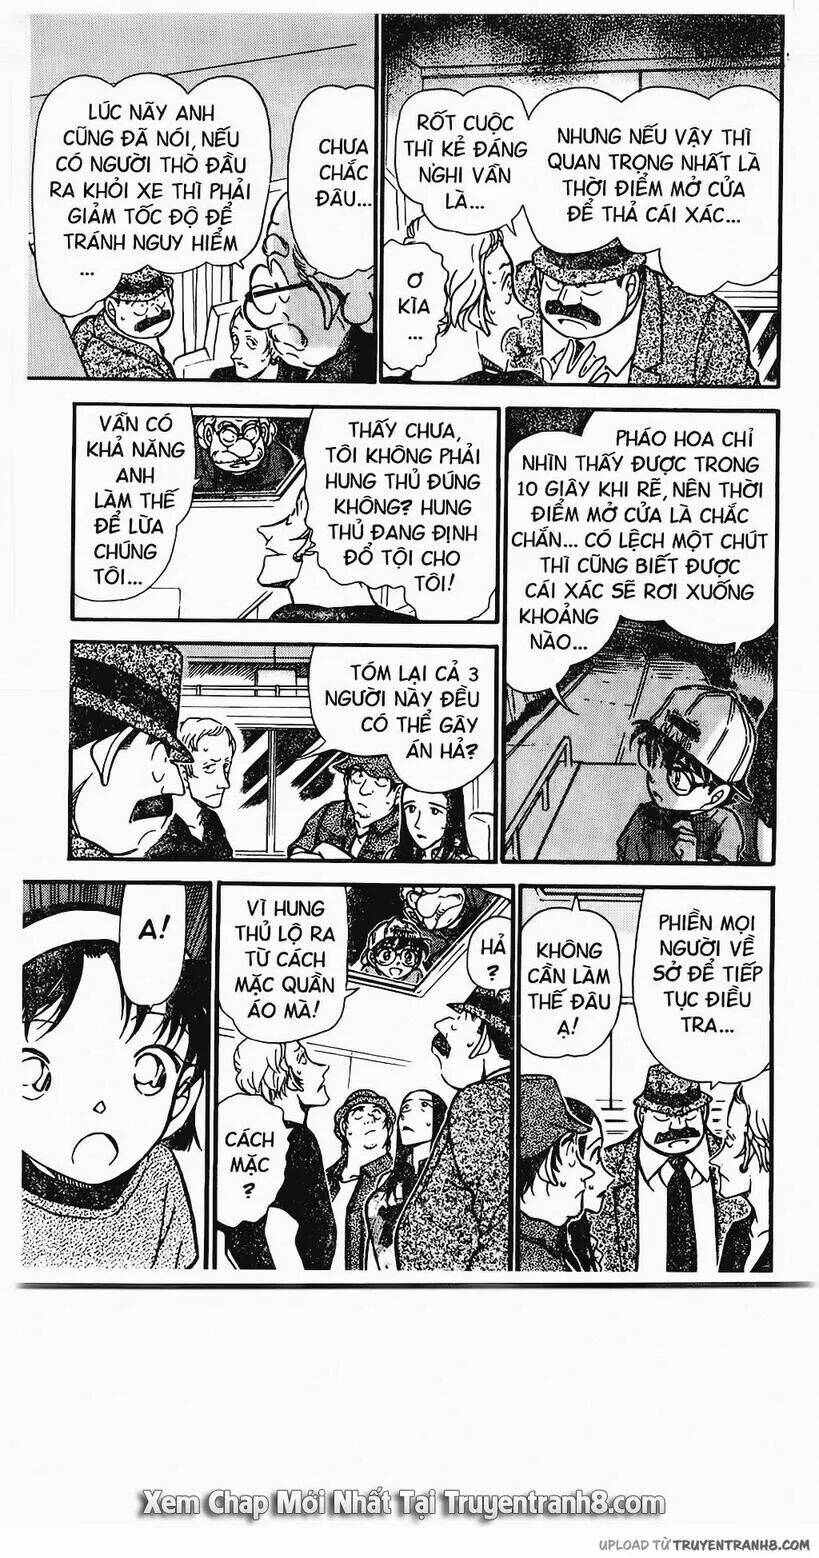 NHƯNG NẾU VẬY THÌ
QUAN TRỌNG NHẤT LÀ
THỜI ĐIỂM MỞ CỬA
ĐỂ THẢ CÁI XÁC...
RỐT CUỘC
THÌ KẺ ĐÁNG
NGHI VẤN
LÀ...
Ơ
KÌA
...
CHƯA
CHẮC
ĐÂU...
LÚC NÃY ANH
CŨNG ĐÃ NÓI, NẾU
CÓ NGƯỜI THÒ ĐẦU
RA KHỎI XE THÌ PHẢI
GIẢM TỐC ĐỘ ĐỂ
TRÁNH NGUY HIỂM
...
PHÁO HOA CHỈ
NHÌN THẤY ĐƯỢC TRONG
10 GIÂY KHI RẼ, NÊN THỜI
ĐIỂM MỞ CỬA LÀ CHẮC
CHẮN... CÓ LỆCH MỘT CHÚT
THÌ CŨNG BIẾT ĐƯỢC
CÁI XÁC SẼ RƠI XUỐNG
KHOẢNG
NÀO...
THẤY CHƯA,
TÔI KHÔNG PHẢI
HUNG THỦ ĐÚNG
KHÔNG? HUNG
THỦ ĐANG ĐỊNH
ĐỔ TỘI CHO
TÔI!
VẪN CÓ
KHẢ NĂNG
ANH
LÀM THẾ
ĐỂ LỪA
CHÚNG
TÔI...
TÓM LẠI CẢ 3
NGƯỜI NÀY ĐỀU
CÓ THỂ GÂY
ÁN HẢ?
PHIỀN MỌI
NGƯỜI VỀ
SỞ ĐỂ TIẾP
TỤC ĐIỀU
TRA...
KHÔNG
CẦN LÀM
THẾ ĐÂU
Ạ!
HẢ
?
VÌ HUNG
THỦ LỘ RA
TỪ CÁCH
MẶC QUẦN
ÁO MÀ!
CÁCH
MẶC
?
A!
Xem Chap Mới Nhất Tại Truyentranh8.com
UPLOAD TỪ TRUYENTRANH8.COM